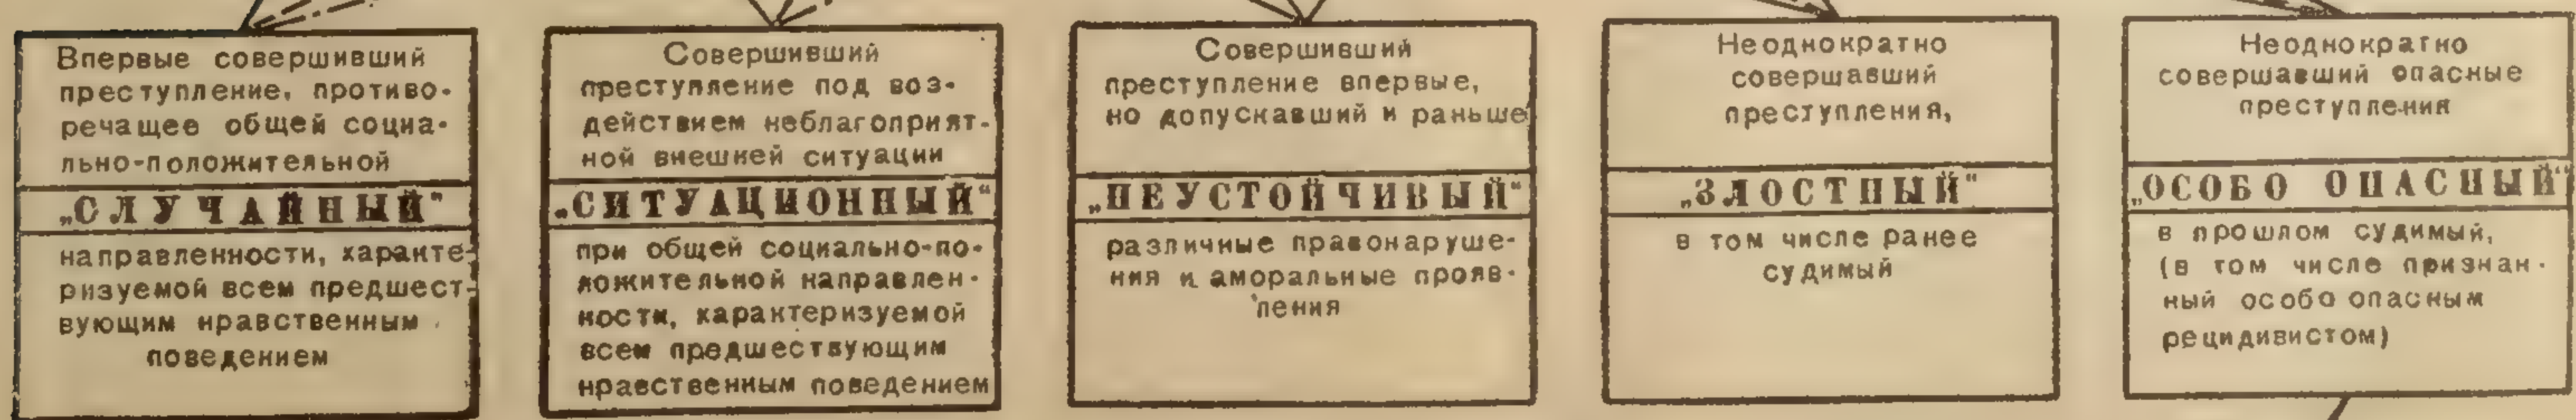 Впервые совершивший
преступление, противо-
речащее общей социа-
льно-положительной
„СЛУЧАЙНЫЙ“
направленности, характе-
ризуемой всем предшест-
вующим нравственным
поведением
Совершивший
преступление под воз-
действием неблагоприят-
ной внешней ситуации
„СИТУАЦИОННЫЙ“
при общей социально-по-
ложительной направлен-
ности, характеризуемой
всем предшествующим
нравственным поведением
Совершивший
преступление впервые,
но допускавший и раньше
„НЕУСТОЙЧИВЫЙ“
различные правонаруше-
ния и аморальные прояв-
ления
Неоднократно
совершавший
преступления,
„ЗЛОСТНЫЙ“
в том числе ранее
судимый
Неоднократно
совершавший опасные
преступления
„ОСОБО ОПАСНЫЙ“
в прошлом судимый,
(в том числе признан-
ный особо опасным
рецидивистом)